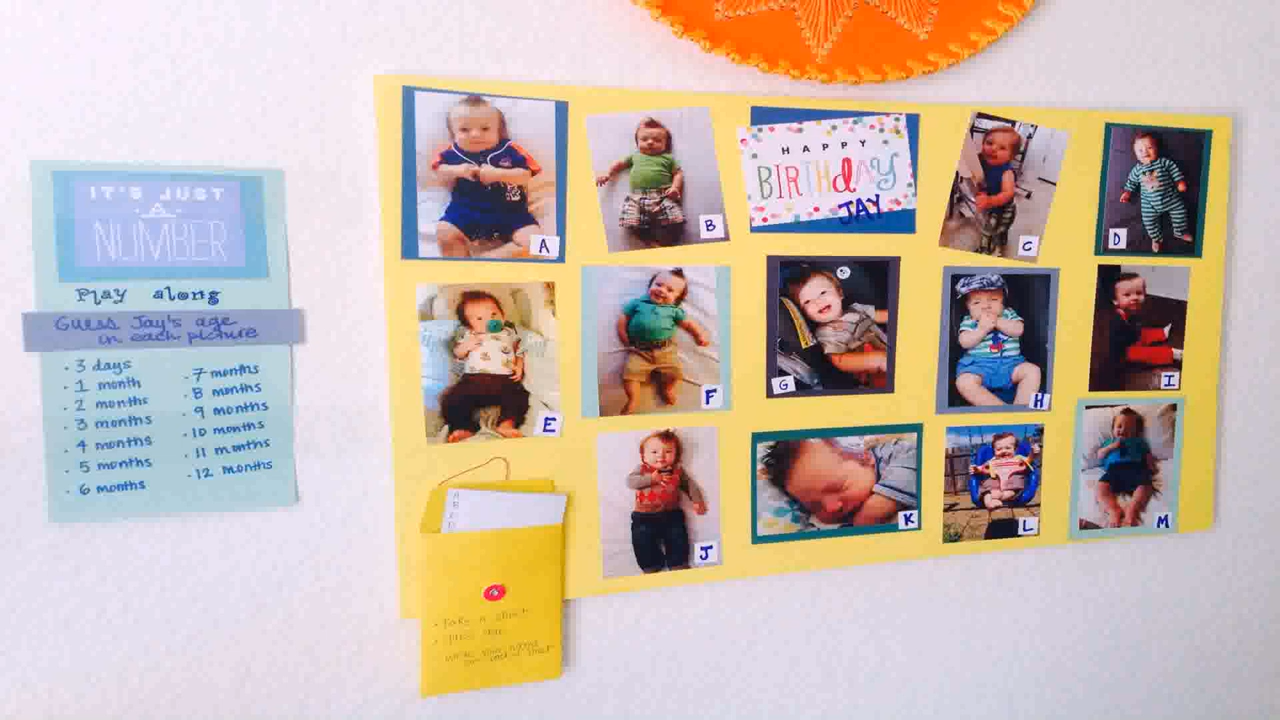 IT'S JUST
A
NUMBER
Play along
Guess Jay's age
in each picture
· 3 days
· 1 month
· 2 months
· 3 months
· 4 months
· 5 months
· 6 months
· 7 months
· 8 months
· 9 months
· 10 months
· 11 months
· 12 months
HAPPY
BIRTHDAY
JAY
A
B
C
D
E
F
G
H
I
J
K
L
M
A
B
C
D
· Take a sheet